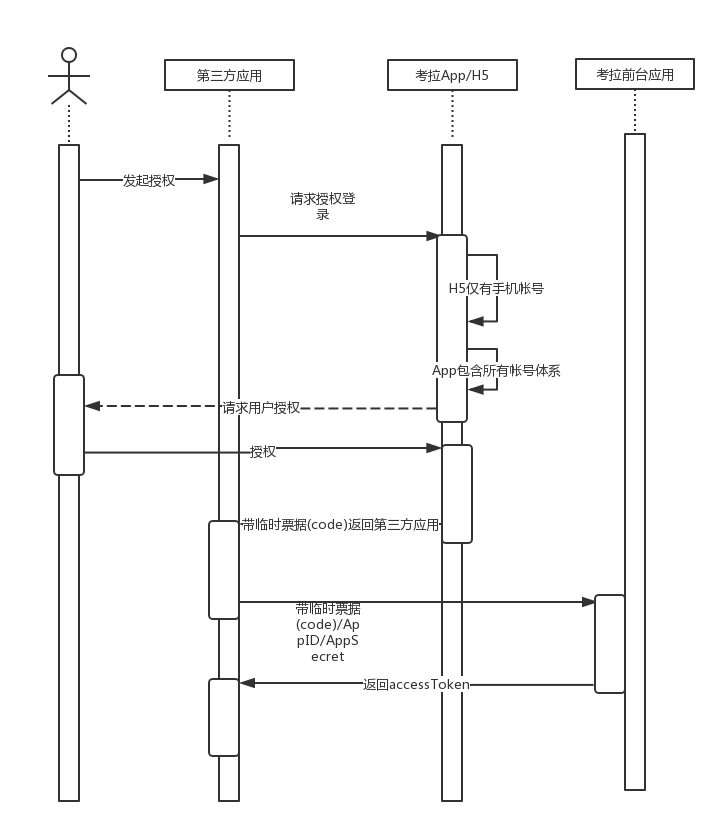 第三方应用
考拉App/H5
考拉前台应用
发起授权
请求授权登
录
H5仅有手机帐号
App包含所有帐号体系
请求用户授权
授权
带临时票据(code)返回第三方应用
带临时票据
(code)/Ap
pID/AppS
ecret
返回accessToken